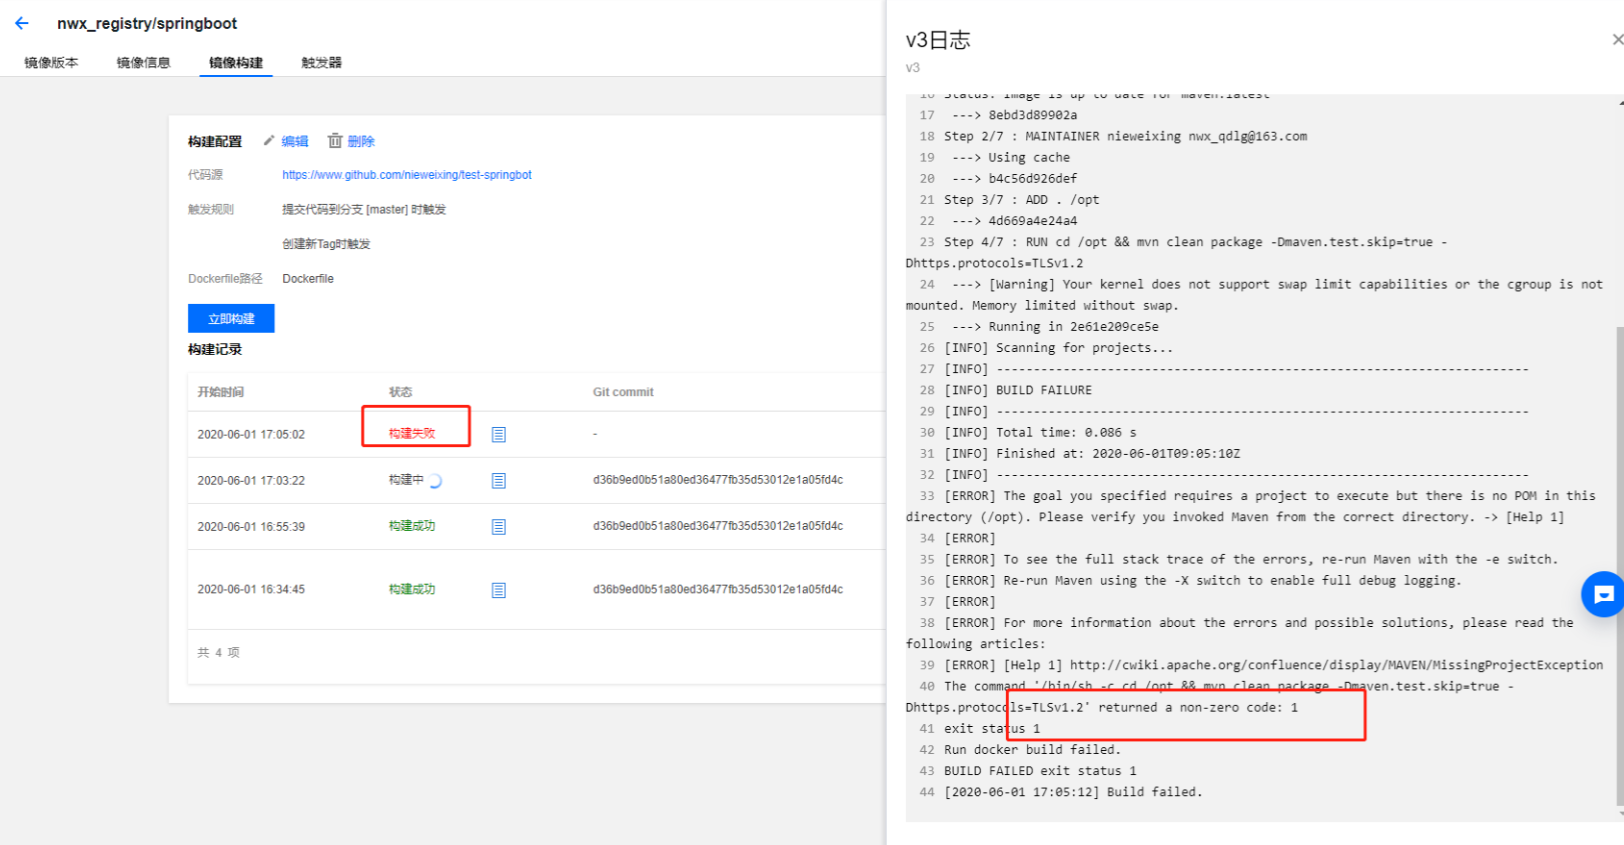 nwx_registry/springboot
镜像版本 镜像信息 镜像构建 触发器
构建配置 编辑 删除
代码源 https://www.github.com/nieweixing/test-springbot
触发规则 提交代码到分支 [master] 时触发
创建新Tag时触发
Dockerfile路径 Dockerfile
立即构建
构建记录
开始时间 状态 Git commit
2020-06-01 17:05:02 构建失败 -
2020-06-01 17:03:22 构建中 d36b9ed0b51a80ed36477fb35d53012e1a05fd4c
2020-06-01 16:55:39 构建成功 d36b9ed0b51a80ed36477fb35d53012e1a05fd4c
2020-06-01 16:34:45 构建成功 d36b9ed0b51a80ed36477fb35d53012e1a05fd4c
共 4 项
v3日志
v3
16 Status: Image is up to date for maven:latest
17 ---> 8ebd3d89902a
18 Step 2/7 : MAINTAINER nieweixing nwx_qdlg@163.com
19 ---> Using cache
20 ---> b4c56d926def
21 Step 3/7 : ADD . /opt
22 ---> 4d669a4e24a4
23 Step 4/7 : RUN cd /opt && mvn clean package -Dmaven.test.skip=true -
Dhttps.protocols=TLSv1.2
24 ---> [Warning] Your kernel does not support swap limit capabilities or the cgroup is not
mounted. Memory limited without swap.
25 ---> Running in 2e61e209ce5e
26 [INFO] Scanning for projects...
27 [INFO] ------------------------------------------------------------------------
28 [INFO] BUILD FAILURE
29 [INFO] ------------------------------------------------------------------------
30 [INFO] Total time: 0.086 s
31 [INFO] Finished at: 2020-06-01T09:05:10Z
32 [INFO] ------------------------------------------------------------------------
33 [ERROR] The goal you specified requires a project to execute but there is no POM in this
directory (/opt). Please verify you invoked Maven from the correct directory. -> [Help 1]
34 [ERROR]
35 [ERROR] To see the full stack trace of the errors, re-run Maven with the -e switch.
36 [ERROR] Re-run Maven using the -X switch to enable full debug logging.
37 [ERROR]
38 [ERROR] For more information about the errors and possible solutions, please read the
following articles:
39 [ERROR] [Help 1] http://cwiki.apache.org/confluence/display/MAVEN/MissingProjectException
40 The command '/bin/sh -c cd /opt && mvn clean package -Dmaven.test.skip=true -
Dhttps.protocols=TLSv1.2' returned a non-zero code: 1
41 exit status 1
42 Run docker build failed.
43 BUILD FAILED exit status 1
44 [2020-06-01 17:05:12] Build failed.